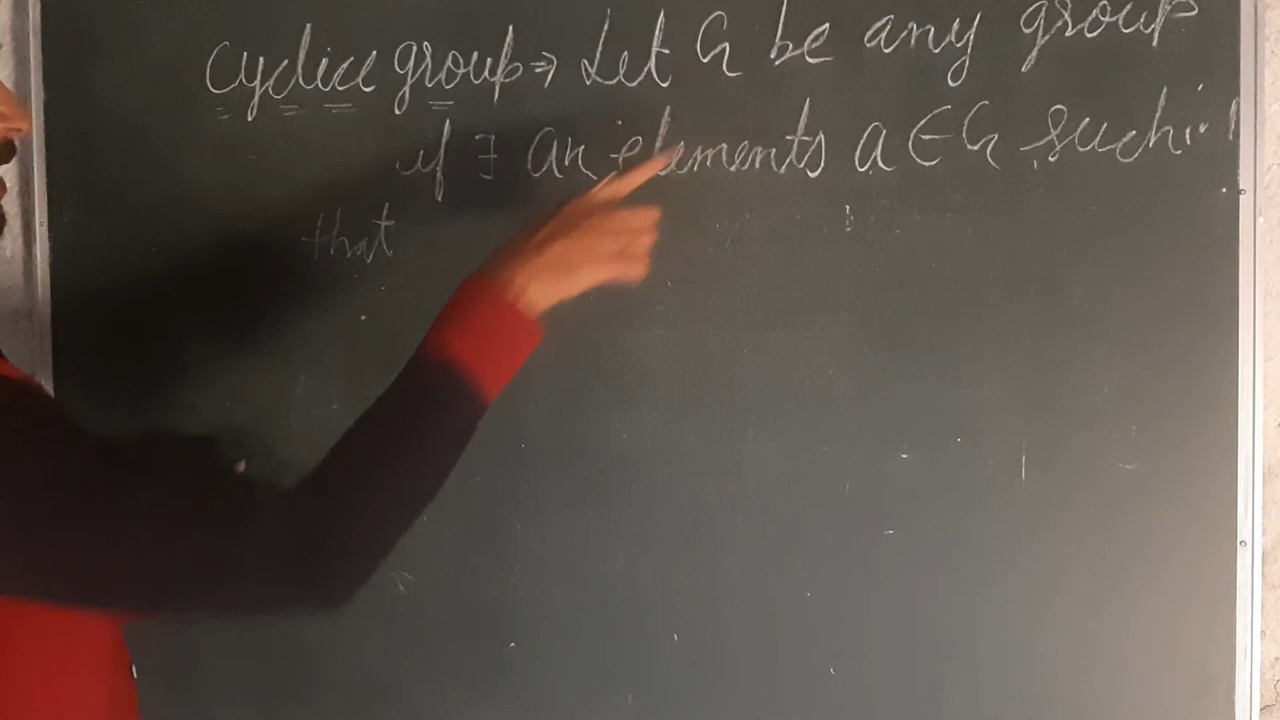 cyclice group ⇒ Let G be any group
if ∃ an elements a ∈ G such
that